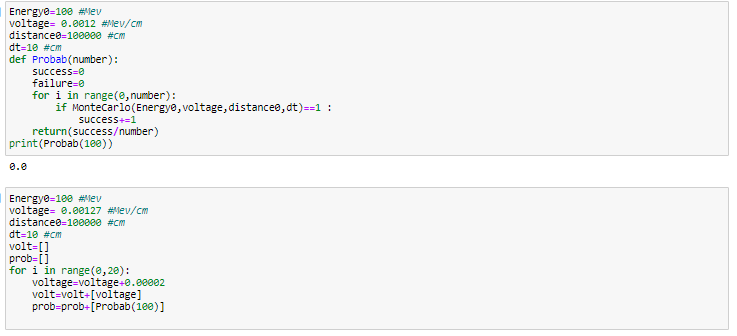 Energy0=100 #Mev
voltage= 0.0012 #Mev/cm
distance0=100000 #cm
dt=10 #cm
def Probab(number):
    success=0
    failure=0
    for i in range(0,number):
        if MonteCarlo(Energy0,voltage,distance0,dt)==1 :
            success+=1
    return(success/number)
print(Probab(100))
0.0
Energy0=100 #Mev
voltage= 0.00127 #Mev/cm
distance0=100000 #cm
dt=10 #cm
volt=[]
prob=[]
for i in range(0,20):
    voltage=voltage+0.00002
    volt=volt+[voltage]
    prob=prob+[Probab(100)]